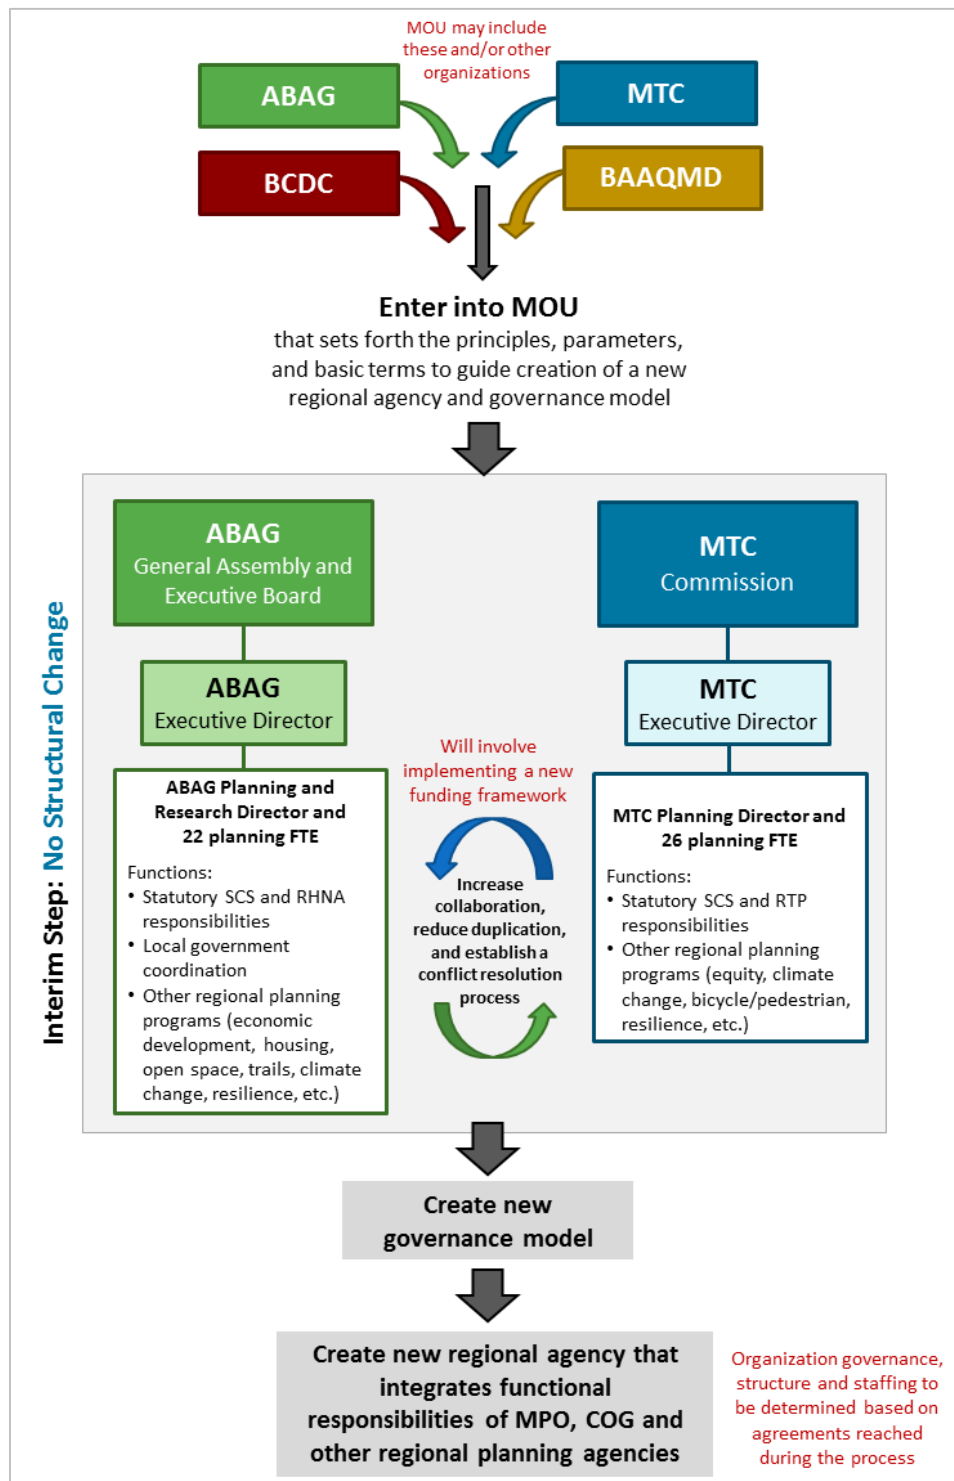 MOU may include
these and/or other
organizations
ABAG
MTC
BCDC
BAAQMD
Enter into MOU
that sets forth the principles, parameters,
and basic terms to guide creation of a new
regional agency and governance model
Interim Step: No Structural Change
ABAG
General Assembly and
Executive Board
MTC
Commission
ABAG
Executive Director
MTC
Executive Director
ABAG Planning and
Research Director and
22 planning FTE
Functions:
• Statutory SCS and RHNA
responsibilities
• Local government
coordination
• Other regional planning
programs (economic
development, housing,
open space, trails, climate
change, resilience, etc.)
Will involve
implementing a new
funding framework
Increase
collaboration,
reduce duplication,
and establish a
conflict resolution
process
MTC Planning Director and
26 planning FTE
Functions:
• Statutory SCS and RTP
responsibilities
• Other regional planning
programs (equity, climate
change, bicycle/pedestrian,
resilience, etc.)
Create new
governance model
Create new regional agency that
integrates functional
responsibilities of MPO, COG and
other regional planning agencies
Organization governance,
structure and staffing to
be determined based on
agreements reached
during the process